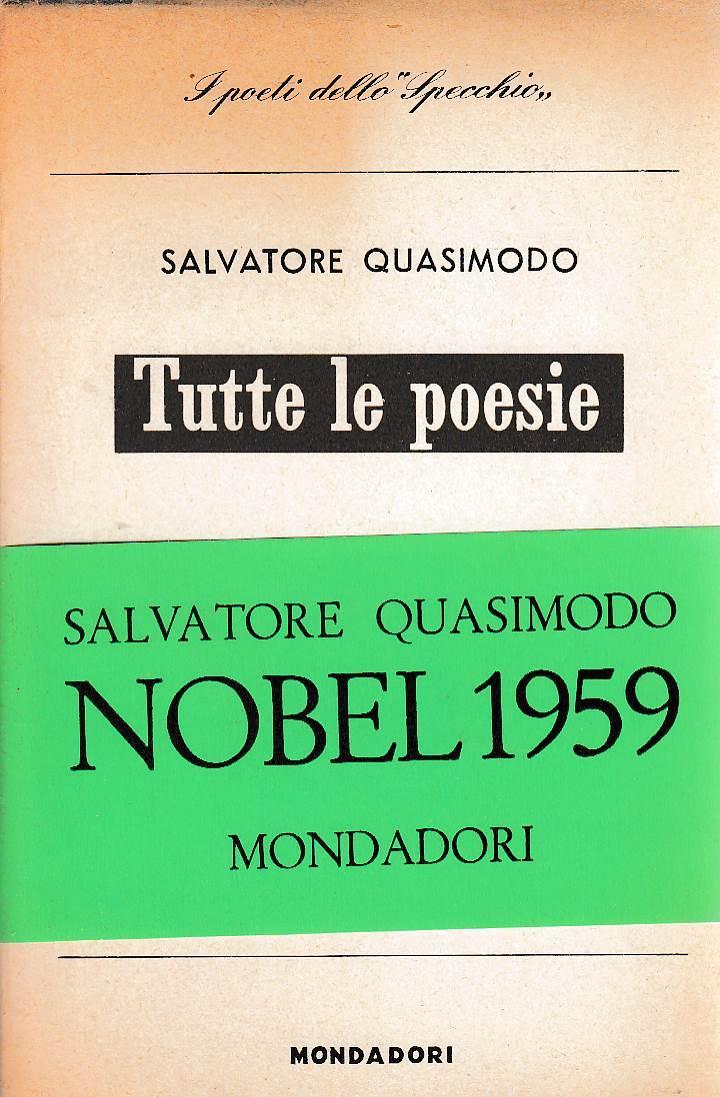 I poeti dello "Specchio„
SALVATORE QUASIMODO
Tutte le poesie
SALVATORE QUASIMODO
NOBEL 1959
MONDADORI
MONDADORI